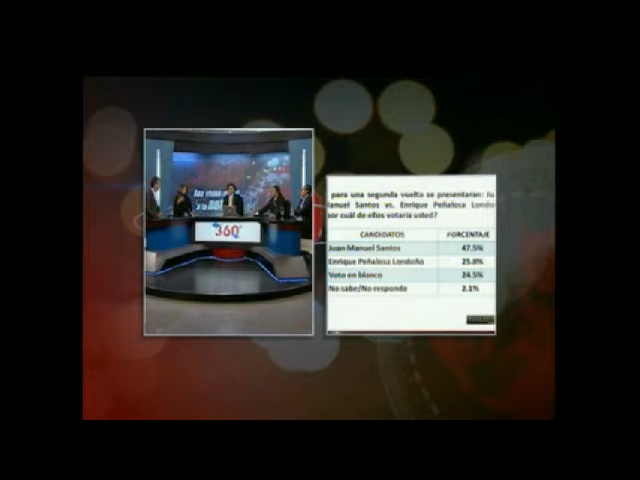 360°
para una segunda vuelta se presentaran: Ju
Manuel Santos vs. Enrique Peñalosa Londo
por cuál de ellos votaría usted?
CANDIDATOS PORCENTAJE
Juan Manuel Santos 47.5%
Enrique Peñalosa Londoño 25.8%
Voto en blanco 24.5%
No sabe/No responde 2.1%